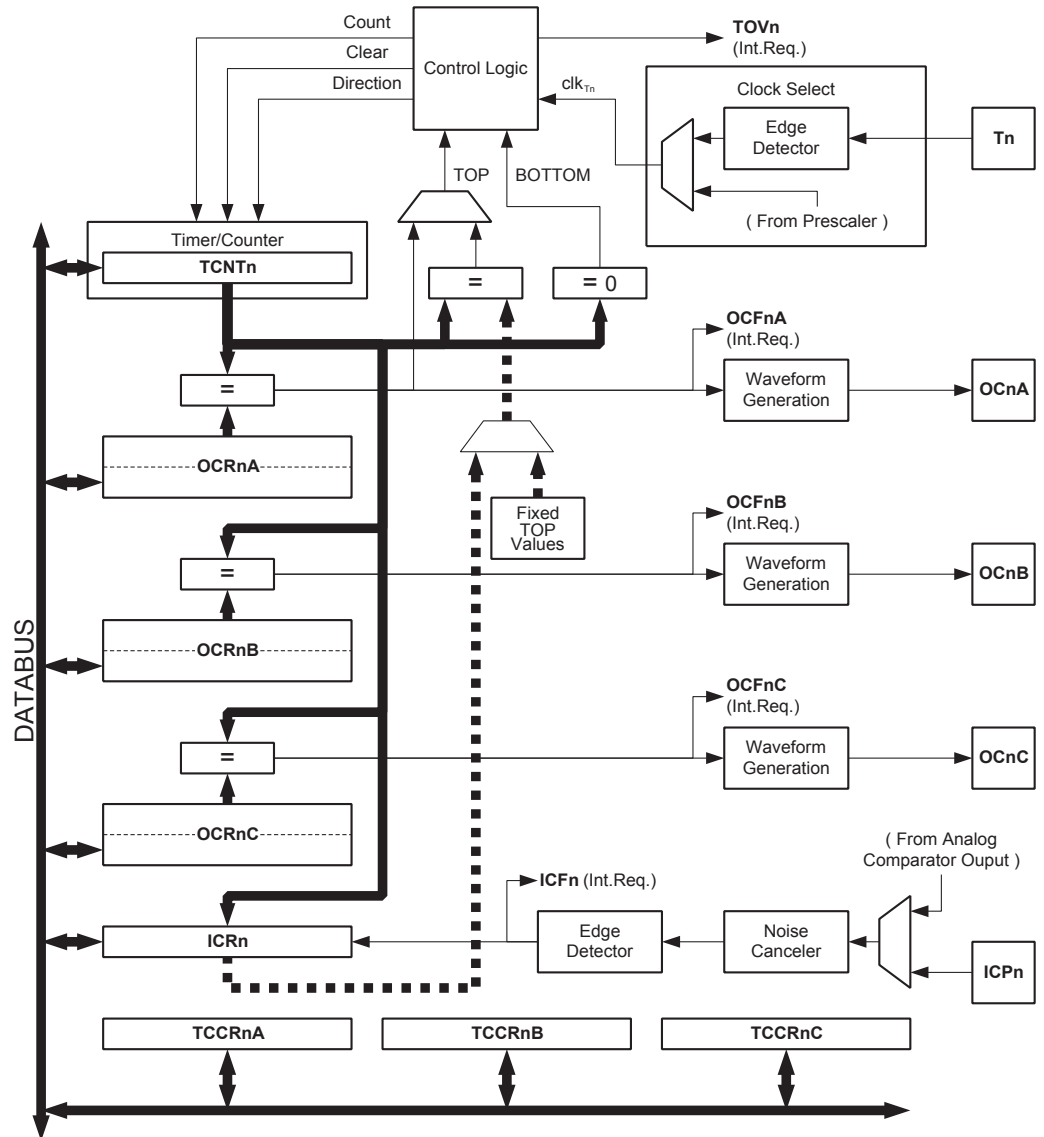 Count
Clear
Direction
Control Logic
TOVn
(Int.Req.)
clkTn
Clock Select
Edge
Detector
Tn
( From Prescaler )
TOP
BOTTOM
Timer/Counter
TCNTn
=
= 0
OCFnA
(Int.Req.)
=
Waveform
Generation
OCnA
OCRnA
Fixed
TOP
Values
OCFnB
(Int.Req.)
=
Waveform
Generation
OCnB
OCRnB
DATABUS
OCFnC
(Int.Req.)
=
Waveform
Generation
OCnC
OCRnC
( From Analog
Comparator Ouput )
ICFn (Int.Req.)
ICRn
Edge
Detector
Noise
Canceler
ICPn
TCCRnA
TCCRnB
TCCRnC